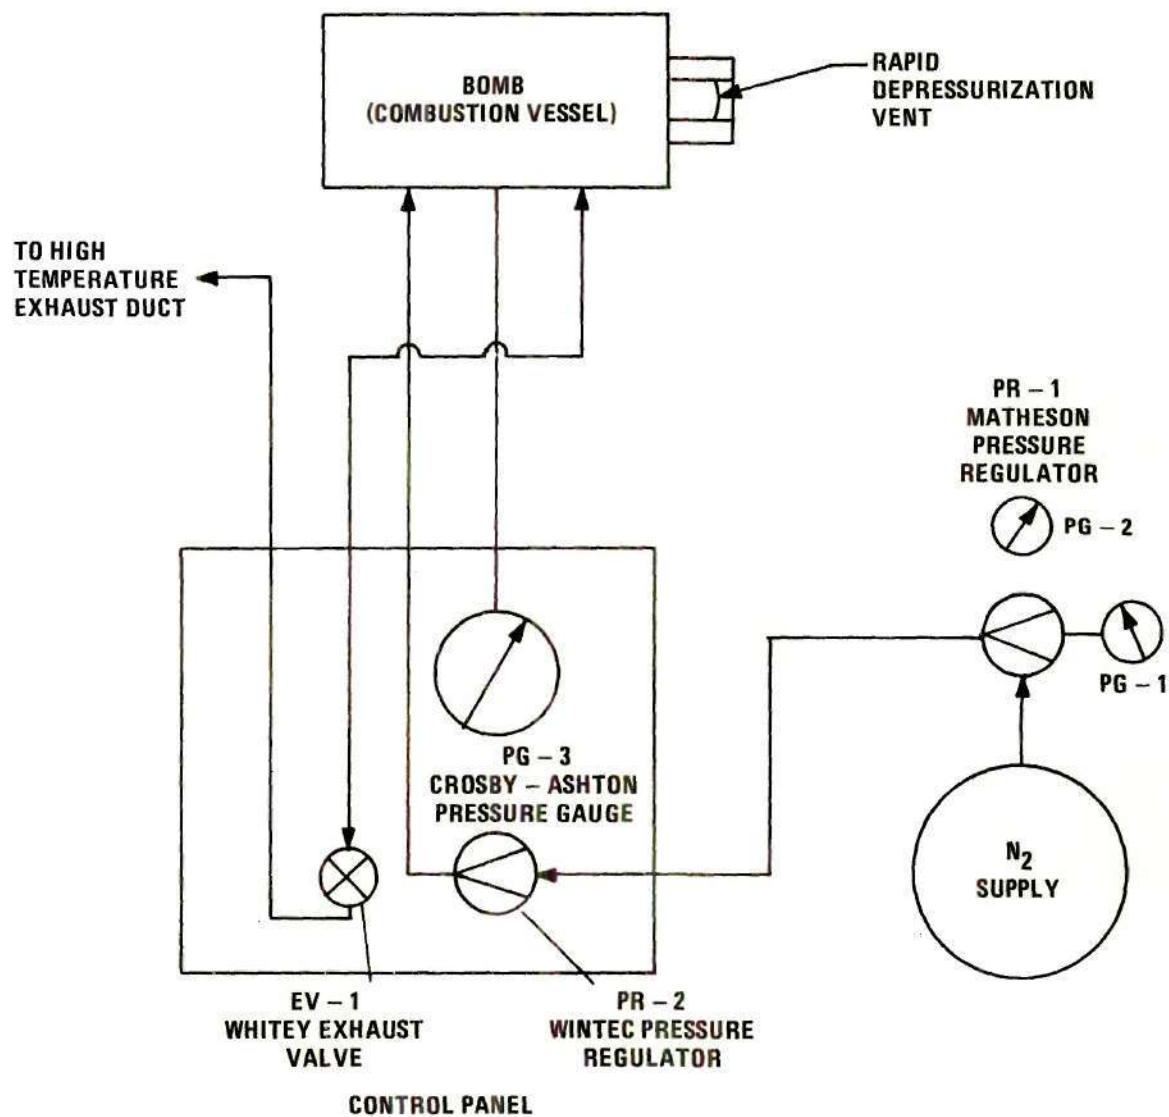 BOMB
(COMBUSTION VESSEL)
RAPID
DEPRESSURIZATION
VENT
TO HIGH
TEMPERATURE
EXHAUST DUCT
PR – 1
MATHESON
PRESSURE
REGULATOR
PG – 2
PG – 1
PG – 3
CROSBY – ASHTON
PRESSURE GAUGE
N2
SUPPLY
EV – 1
WHITEY EXHAUST
VALVE
PR – 2
WINTEC PRESSURE
REGULATOR
CONTROL PANEL